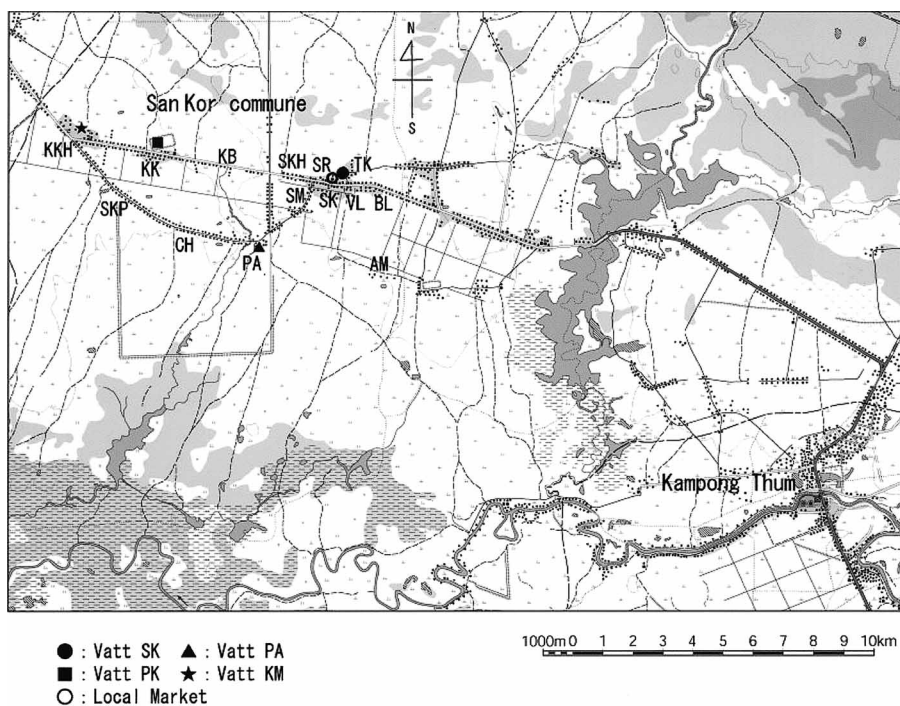 N
S
San Kor commune
KKH
KK
KB
SKH
SR
TK
SKP
SM
SK
VL
BL
CH
PA
AM
Kampong Thum
● : Vatt SK ▲ : Vatt PA
■ : Vatt PK ★ : Vatt KM
○ : Local Market
1000m 0 1 2 3 4 5 6 7 8 9 10km